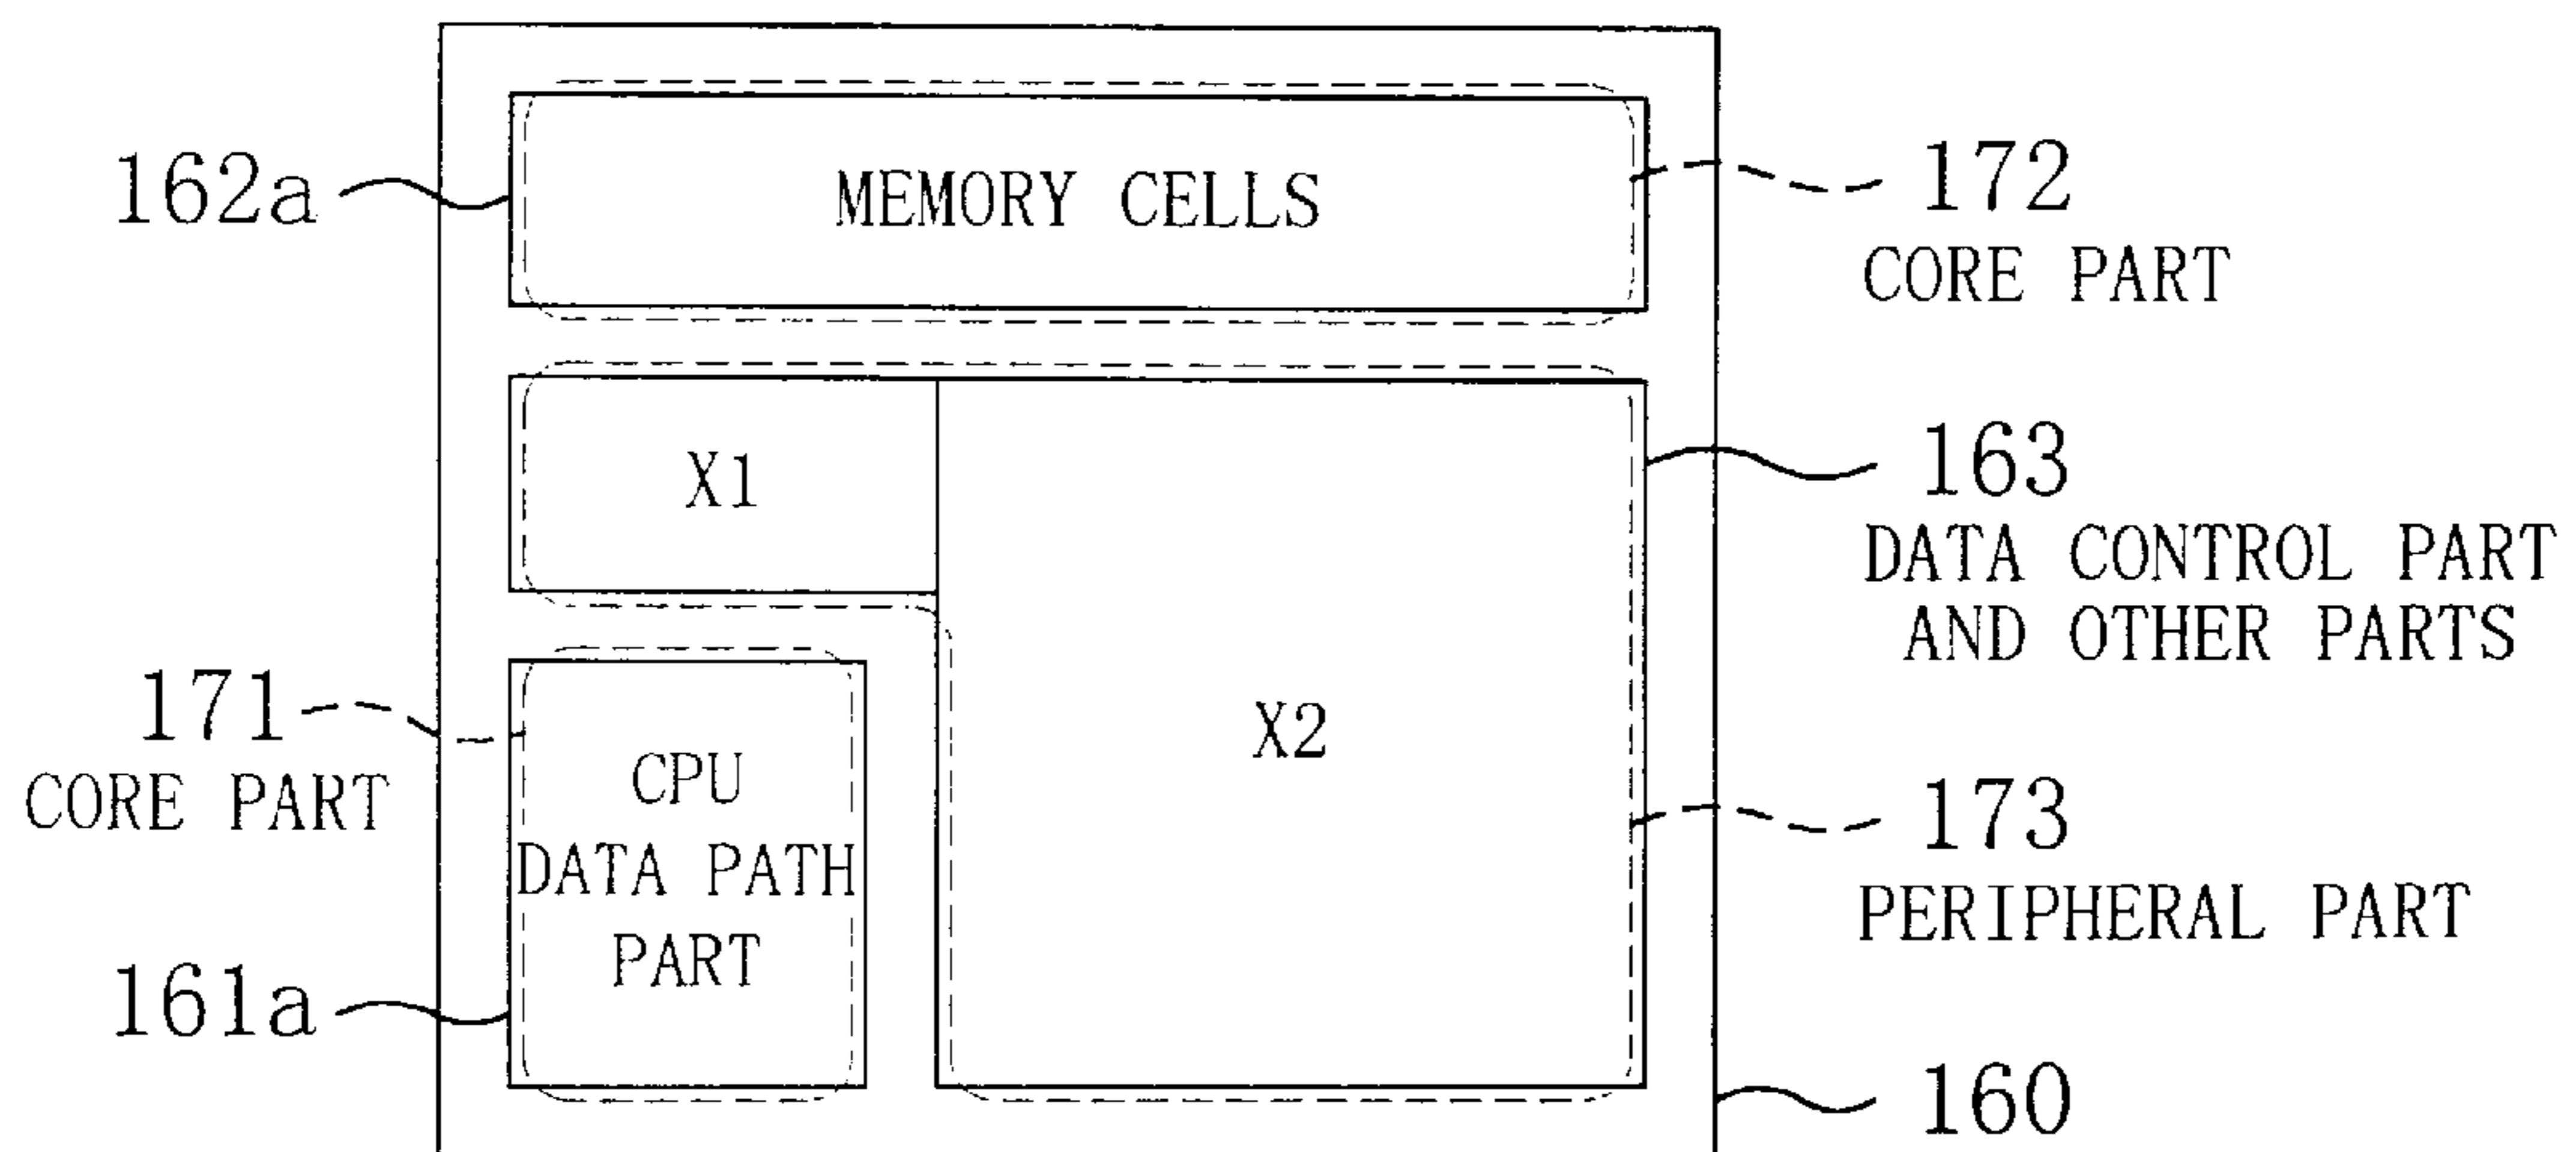 162a
MEMORY CELLS
172
CORE PART
X1
163
DATA CONTROL PART
AND OTHER PARTS
171
CORE PART
CPU
DATA PATH
PART
X2
173
PERIPHERAL PART
161a
160